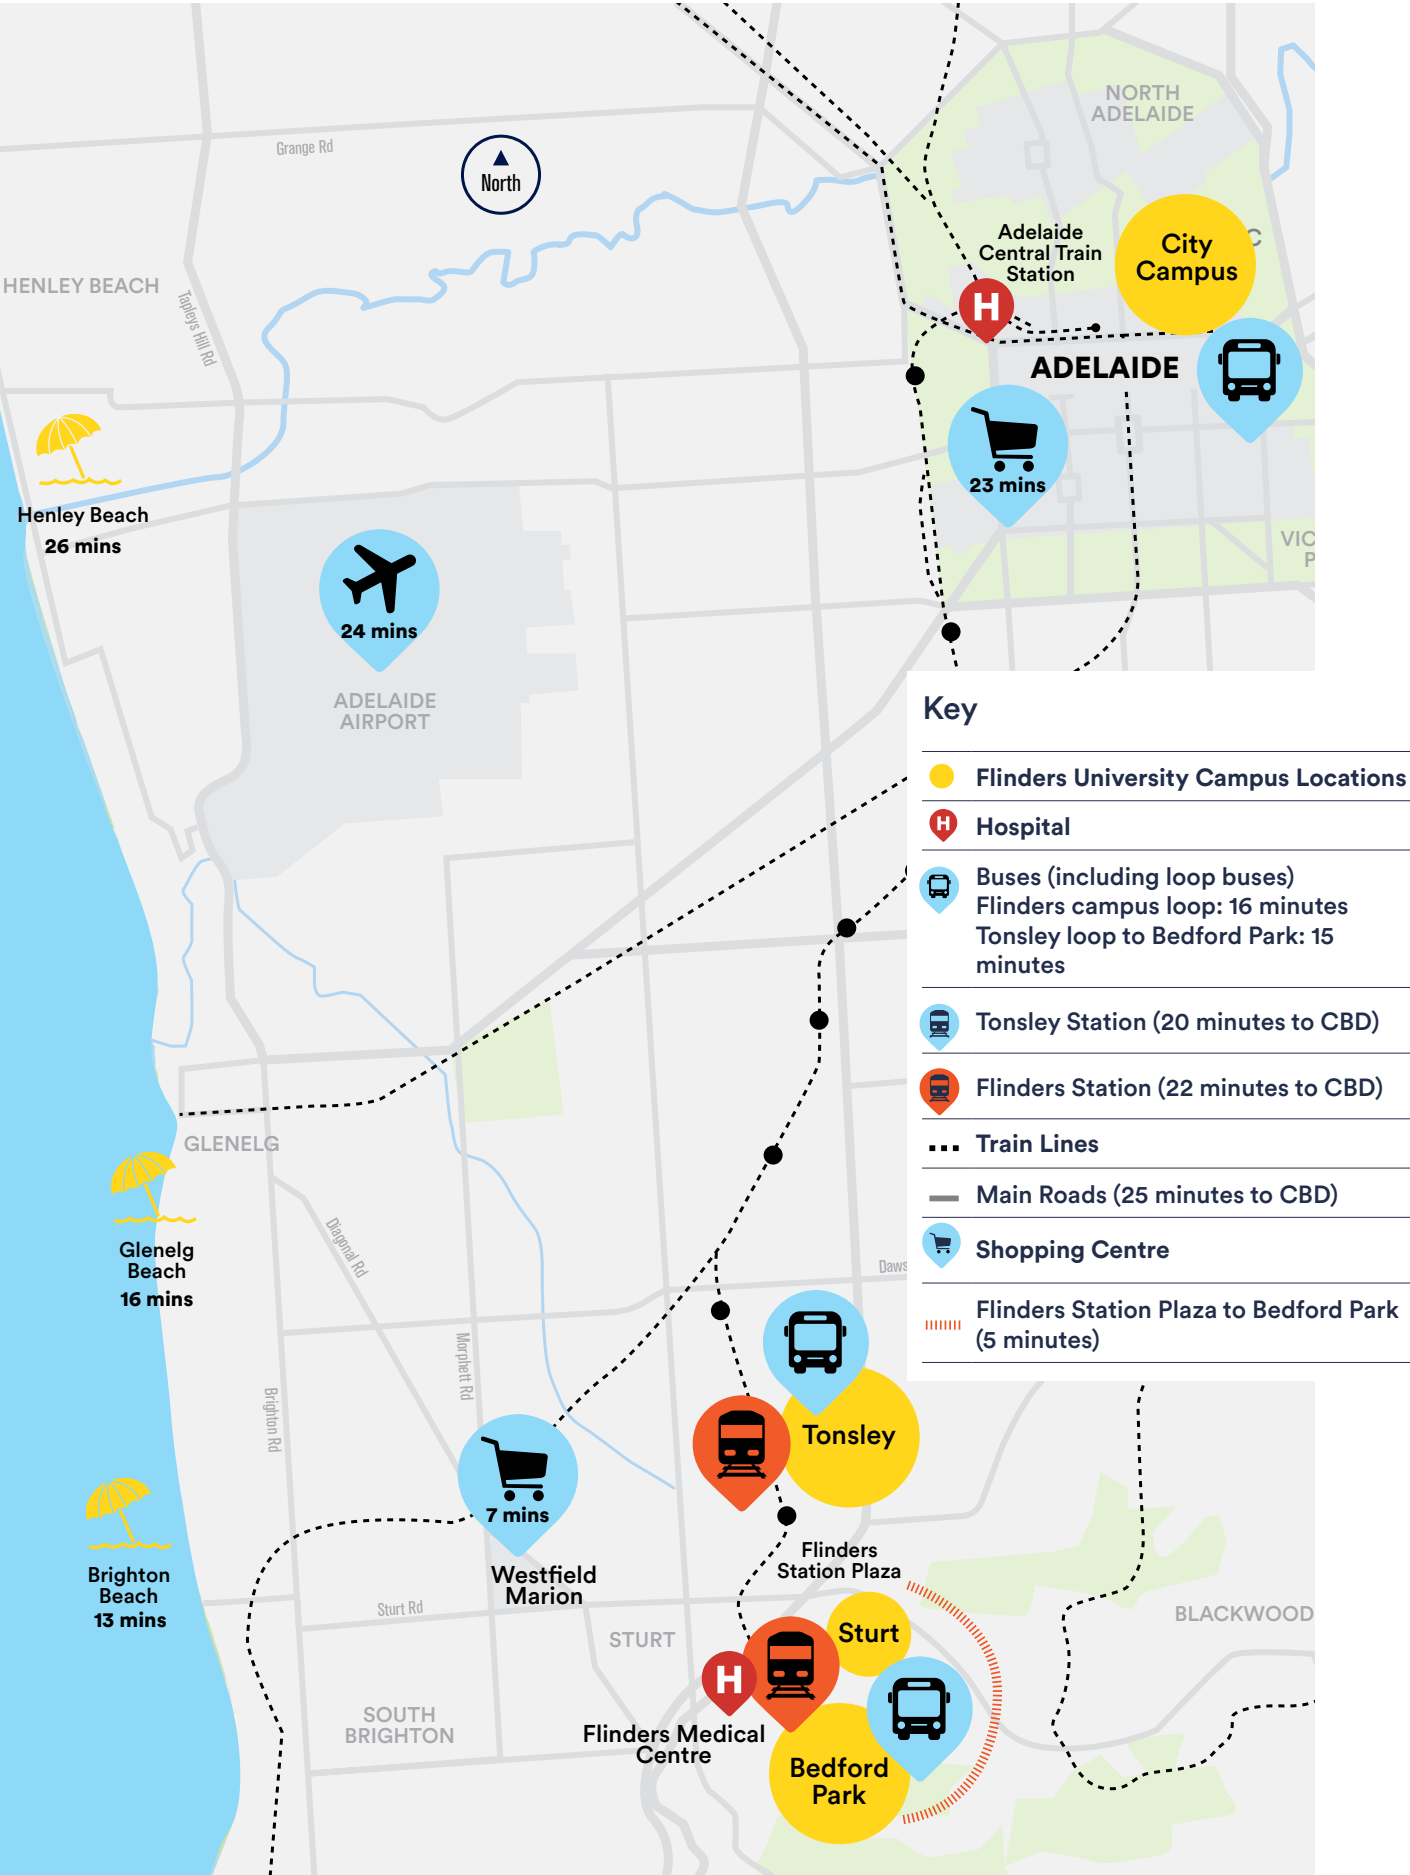 NORTH
ADELAIDE
Grange Rd
North
Adelaide
Central Train
Station
City
Campus
C
HENLEY BEACH
Tapleys Hill Rd
H
ADELAIDE
23 mins
Henley Beach
26 mins
VIC
P
24 mins
ADELAIDE
AIRPORT
Key
Flinders University Campus Locations
H
Hospital
Buses (including loop buses)
Flinders campus loop: 16 minutes
Tonsley loop to Bedford Park: 15
minutes
Tonsley Station (20 minutes to CBD)
Flinders Station (22 minutes to CBD)
Train Lines
Main Roads (25 minutes to CBD)
Shopping Centre
Flinders Station Plaza to Bedford Park
(5 minutes)
GLENELG
Glenelg
Beach
16 mins
Diagonal Rd
Daws
Morphett Rd
Brighton Rd
Tonsley
7 mins
Westfield
Marion
Flinders
Station Plaza
Brighton
Beach
13 mins
Sturt Rd
STURT
Sturt
BLACKWOOD
H
SOUTH
BRIGHTON
Flinders Medical
Centre
Bedford
Park